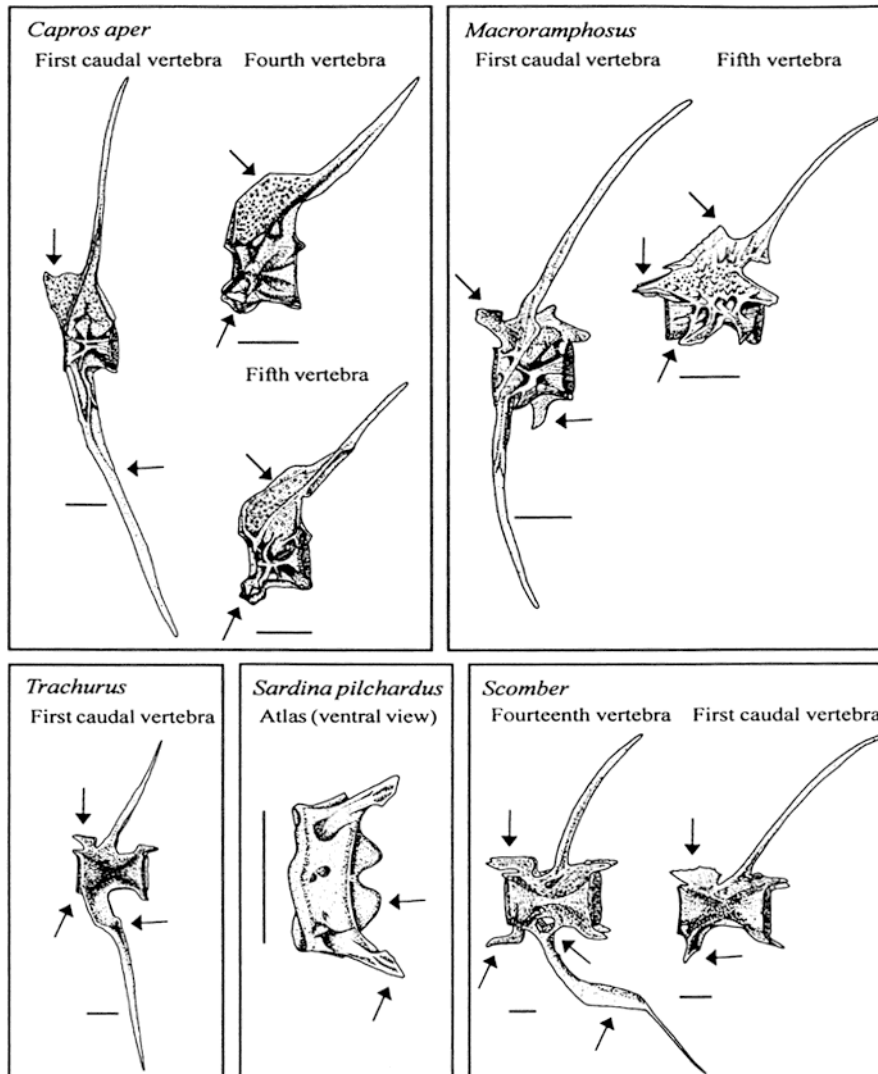 Capros aper
First caudal vertebra
Fourth vertebra
Fifth vertebra
Macroramphosus
First caudal vertebra
Fifth vertebra
Trachurus
First caudal vertebra
Sardina pilchardus
Atlas (ventral view)
Scomber
Fourteenth vertebra
First caudal vertebra